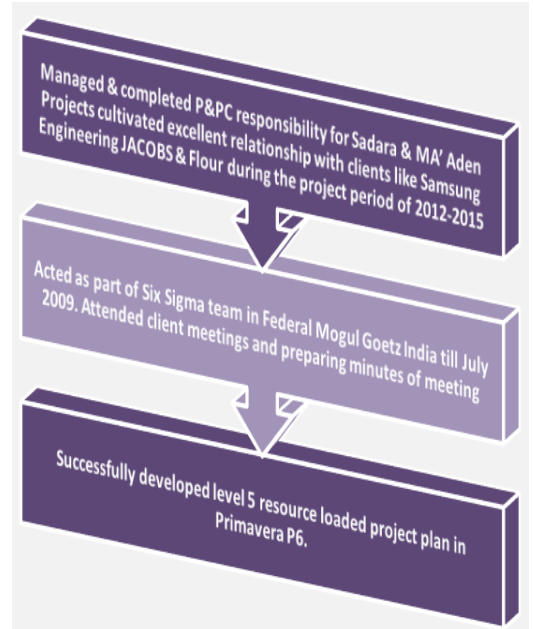 Managed & completed P&PC responsibility for Sadara & MA' Aden
Projects cultivated excellent relationship with clients like Samsung
Engineering JACOBS & Flour during the project period of 2012-2015
Acted as part of Six Sigma team in Federal Mogul Goetz India till July
2009. Attended client meetings and preparing minutes of meeting
Successfully developed level 5 resource loaded project plan in
Primavera P6.